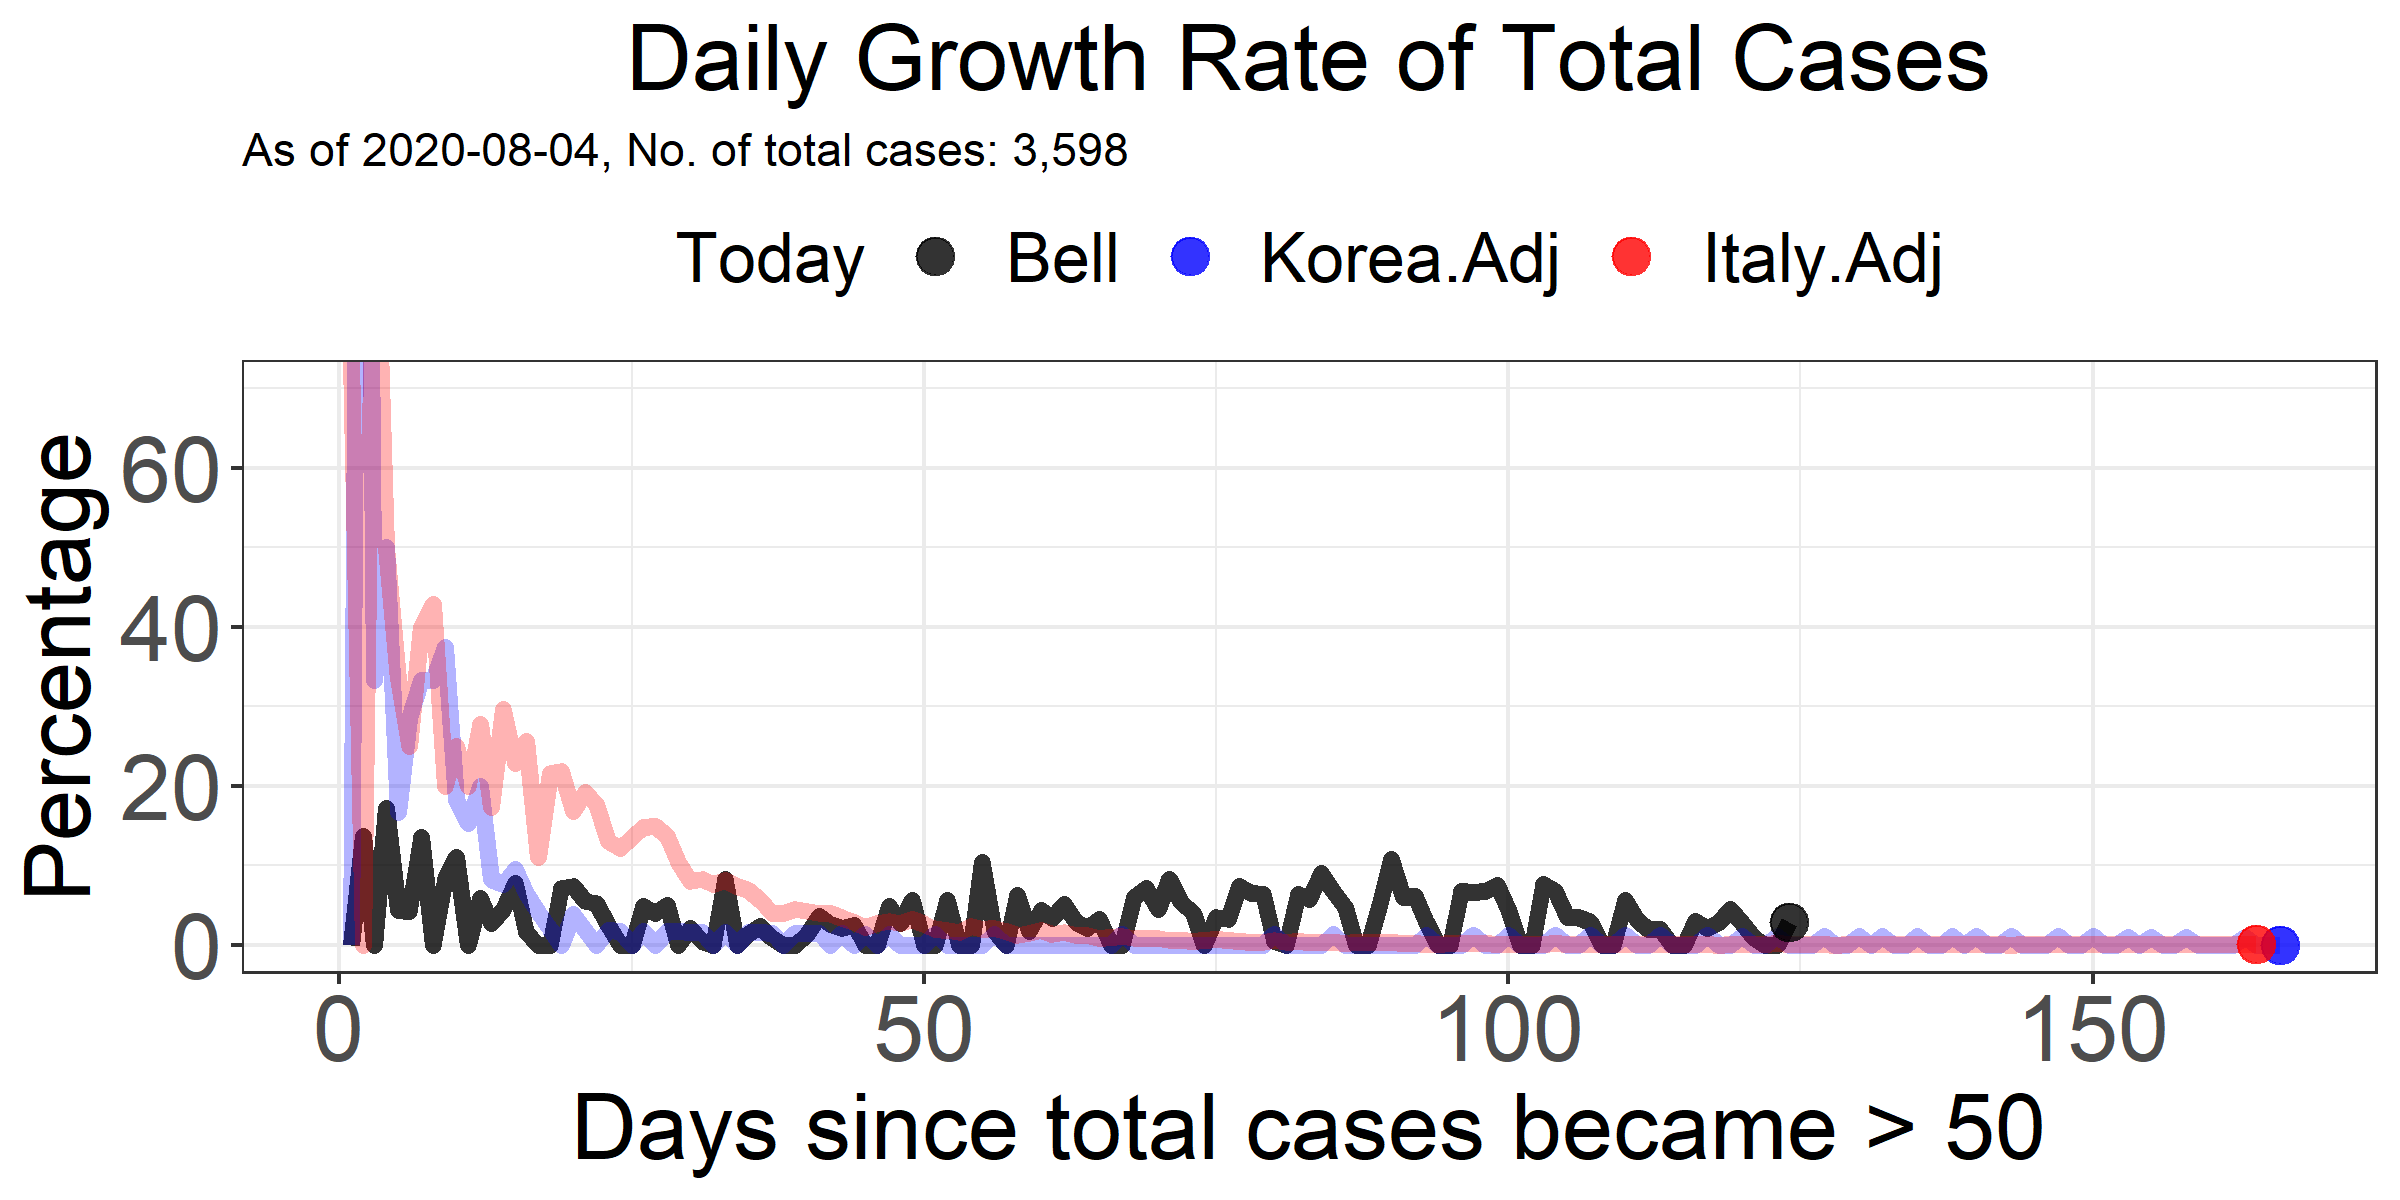 Daily Growth Rate of Total Cases
As of 2020-08-04, No. of total cases: 3,598
Today Bell Korea.Adj Italy.Adj
Percentage
60
40
20
0
0 50 100 150
Days since total cases became > 50